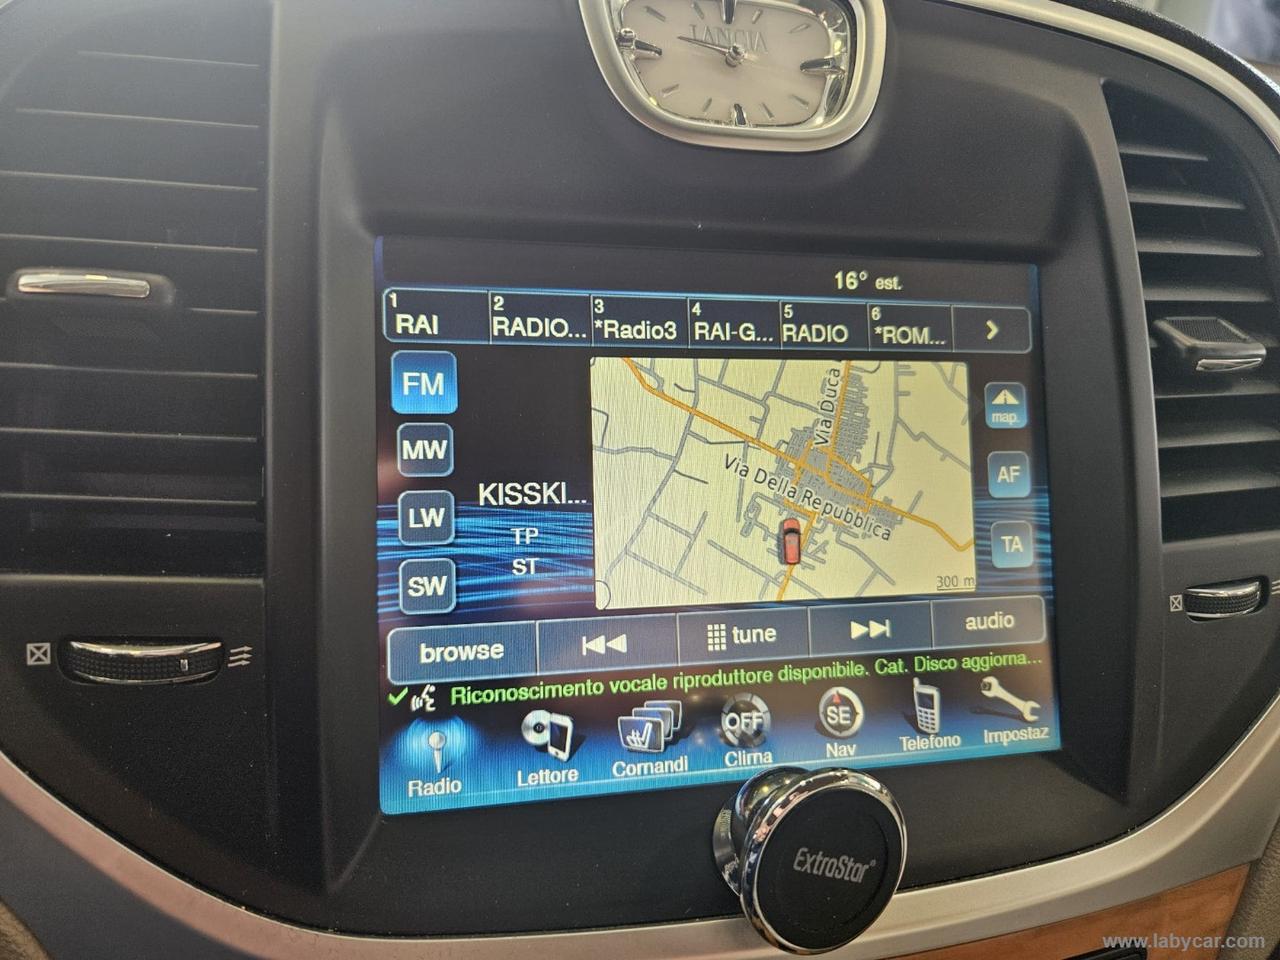 LANCIA
16° est.
1 RAI
2 RADIO...
3 *Radio3
4 RAI-G...
5 RADIO
6 *ROM...
FM
MW
LW
SW
KISSKI...
TP
ST
Via Duca
Via Della Repubblica
300 m
map.
AF
TA
browse
tune
audio
Riconoscimento vocale riproduttore disponibile. Cat. Disco aggiorna...
OFF
SE
Radio
Lettore
Comandi
Clima
Nav
Telefono
Impostaz
ExtraStar®
www.labycar.com